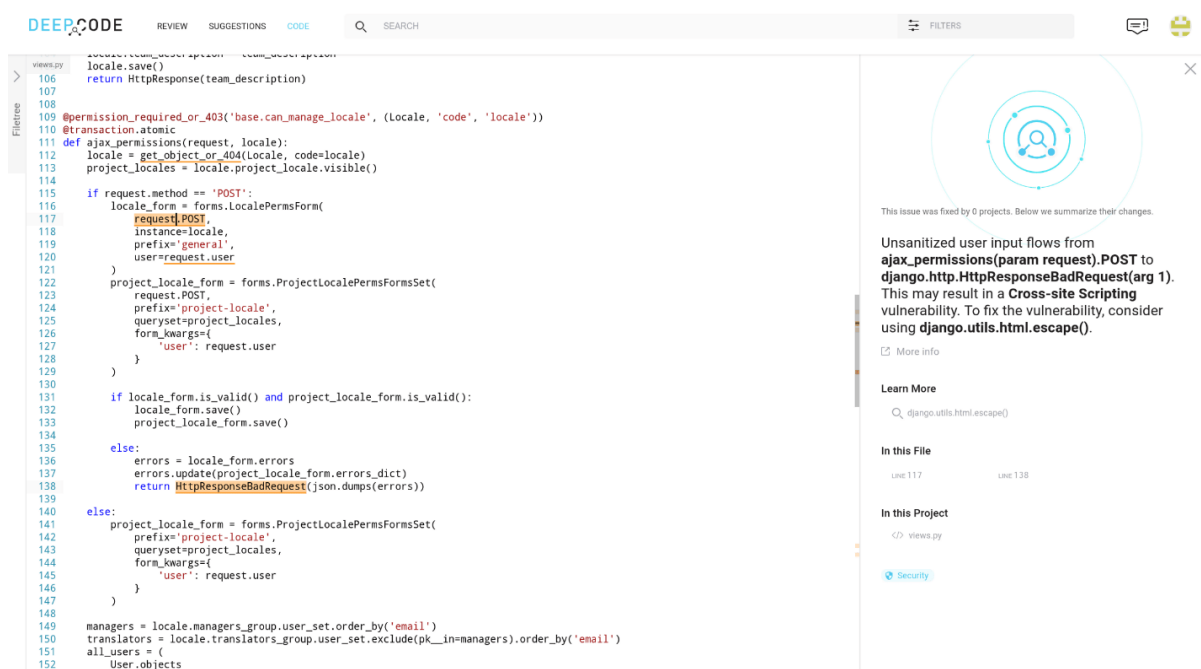 DEEPCODE REVIEW SUGGESTIONS CODE SEARCH FILTERS
views.py
Filetree
locale.team_description = team_description
locale.save()
106 return HttpResponse(team_description)
107
108
109 @permission_required_or_403('base.can_manage_locale', (Locale, 'code', 'locale'))
110 @transaction.atomic
111 def ajax_permissions(request, locale):
112 locale = get_object_or_404(Locale, code=locale)
113 project_locales = locale.project_locale.visible()
114
115 if request.method == 'POST':
116 locale_form = forms.LocalePermsForm(
117 request.POST,
118 instance=locale,
119 prefix='general',
120 user=request.user
121 )
122 project_locale_form = forms.ProjectLocalePermsFormsSet(
123 request.POST,
124 prefix='project-locale',
125 queryset=project_locales,
126 form_kwargs={
127 'user': request.user
128 }
129 )
130
131 if locale_form.is_valid() and project_locale_form.is_valid():
132 locale_form.save()
133 project_locale_form.save()
134
135 else:
136 errors = locale_form.errors
137 errors.update(project_locale_form.errors_dict)
138 return HttpResponseBadRequest(json.dumps(errors))
139
140 else:
141 project_locale_form = forms.ProjectLocalePermsFormsSet(
142 prefix='project-locale',
143 queryset=project_locales,
144 form_kwargs={
145 'user': request.user
146 }
147 )
148
149 managers = locale.managers_group.user_set.order_by('email')
150 translators = locale.translators_group.user_set.exclude(pk__in=managers).order_by('email')
151 all_users = (
152 User.objects
This issue was fixed by 0 projects. Below we summarize their changes.
Unsanitized user input flows from
ajax_permissions(param request).POST to
django.http.HttpResponseBadRequest(arg 1).
This may result in a Cross-site Scripting
vulnerability. To fix the vulnerability, consider
using django.utils.html.escape().
More info
Learn More
django.utils.html.escape()
In this File
LINE 117 LINE 138
In this Project
</> views.py
Security